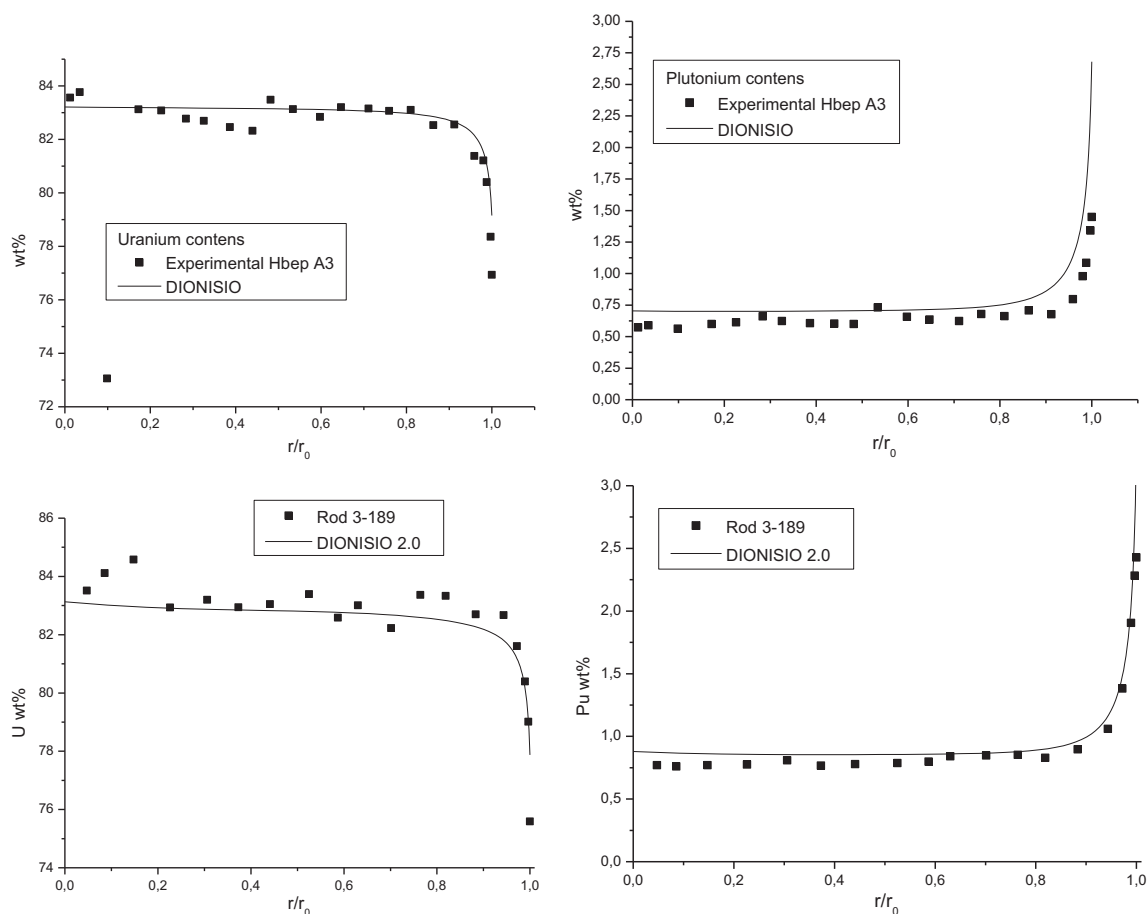 84
82
80
78
76
74
72
wt%
Uranium contens
Experimental Hbep A3
DIONISIO
0,0 0,2 0,4 0,6 0,8 1,0
r/r0
3,00
2,75
2,50
2,25
2,00
1,75
1,50
1,25
1,00
0,75
0,50
0,25
0,00
wt%
Plutonium contens
Experimental Hbep A3
DIONISIO
0,0 0,2 0,4 0,6 0,8 1,0
r/r0
86
84
82
80
78
76
74
U wt%
Rod 3-189
DIONISIO 2.0
0,0 0,2 0,4 0,6 0,8 1,0
r/r0
3,0
2,5
2,0
1,5
1,0
0,5
0,0
Pu wt%
Rod 3-189
DIONISIO 2.0
0,0 0,2 0,4 0,6 0,8 1,0
r/r0